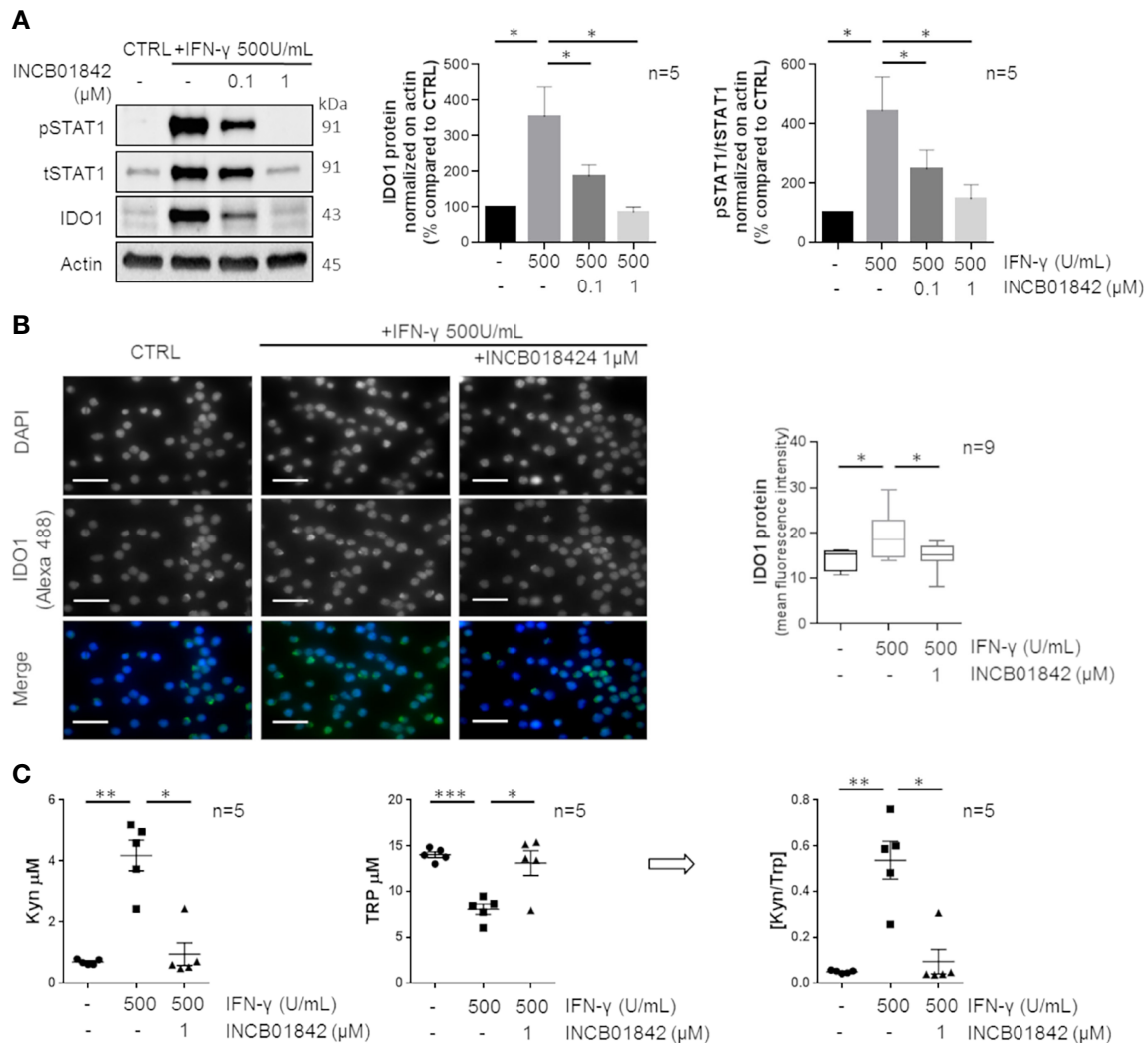 A
CTRL +IFN-γ 500U/mL
INCB01842 (μM)
- - 0.1 1
kDa
pSTAT1 91
tSTAT1 91
IDO1 43
Actin 45
IDO1 protein
normalized on actin
(% compared to CTRL)
500
400
300
200
100
0
* * *
n=5
- 500 500 500
- - 0.1 1
pSTAT1/tSTAT1
normalized on actin
(% compared to CTRL)
600
400
200
0
* * *
n=5
- 500 500 500 IFN-γ (U/mL)
- - 0.1 1 INCB01842 (μM)
B
+IFN-γ 500U/mL
CTRL
+INCB018424 1μM
DAPI
IDO1
(Alexa 488)
Merge
IDO1 protein
(mean fluorescence intensity)
40
30
20
10
0
* *
n=9
- 500 500 IFN-γ (U/mL)
- - 1 INCB01842 (μM)
C
Kyn μM
6
4
2
0
** *
n=5
- 500 500 IFN-γ (U/mL)
- - 1 INCB01842 (μM)
TRP μM
20
15
10
5
0
*** *
n=5
- 500 500 IFN-γ (U/mL)
- - 1 INCB01842 (μM)
[Kyn/Trp]
0.8
0.6
0.4
0.2
0.0
** *
n=5
- 500 500 IFN-γ (U/mL)
- - 1 INCB01842 (μM)